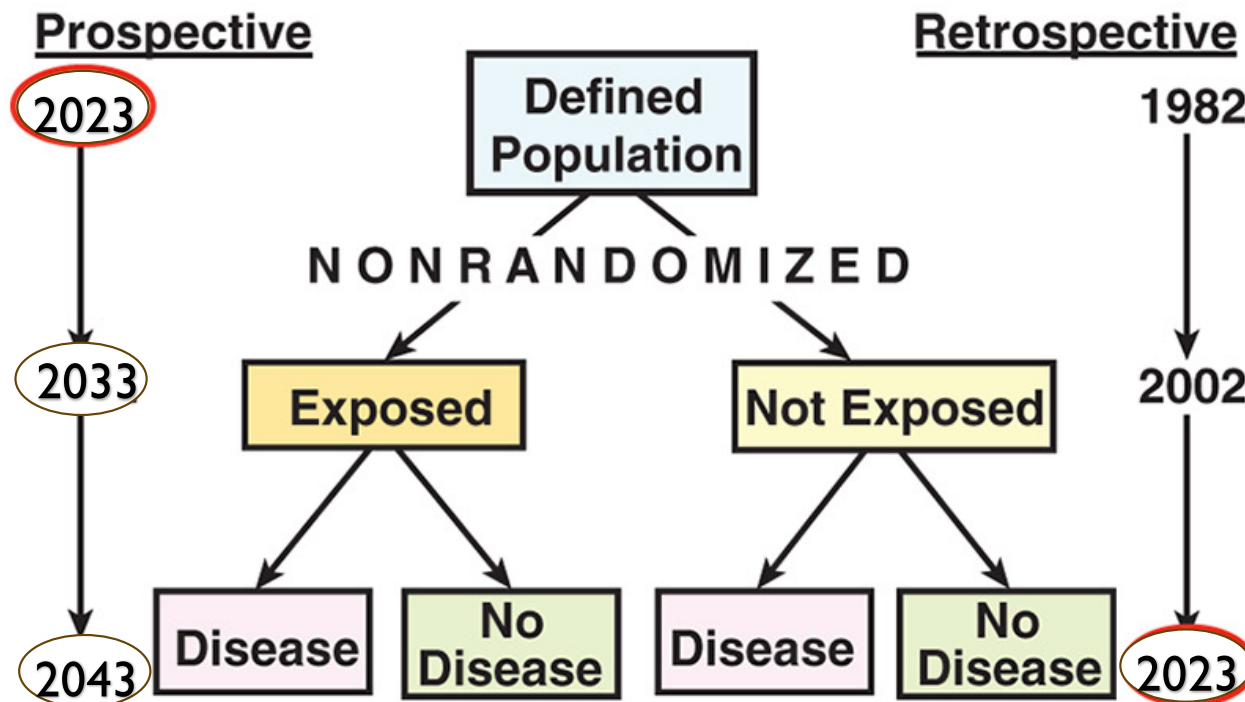 Prospective
Retrospective
2023
Defined
Population
1982
NONRANDOMIZED
2033
Exposed
Not Exposed
2002
Disease
No
Disease
Disease
No
Disease
2043
2023